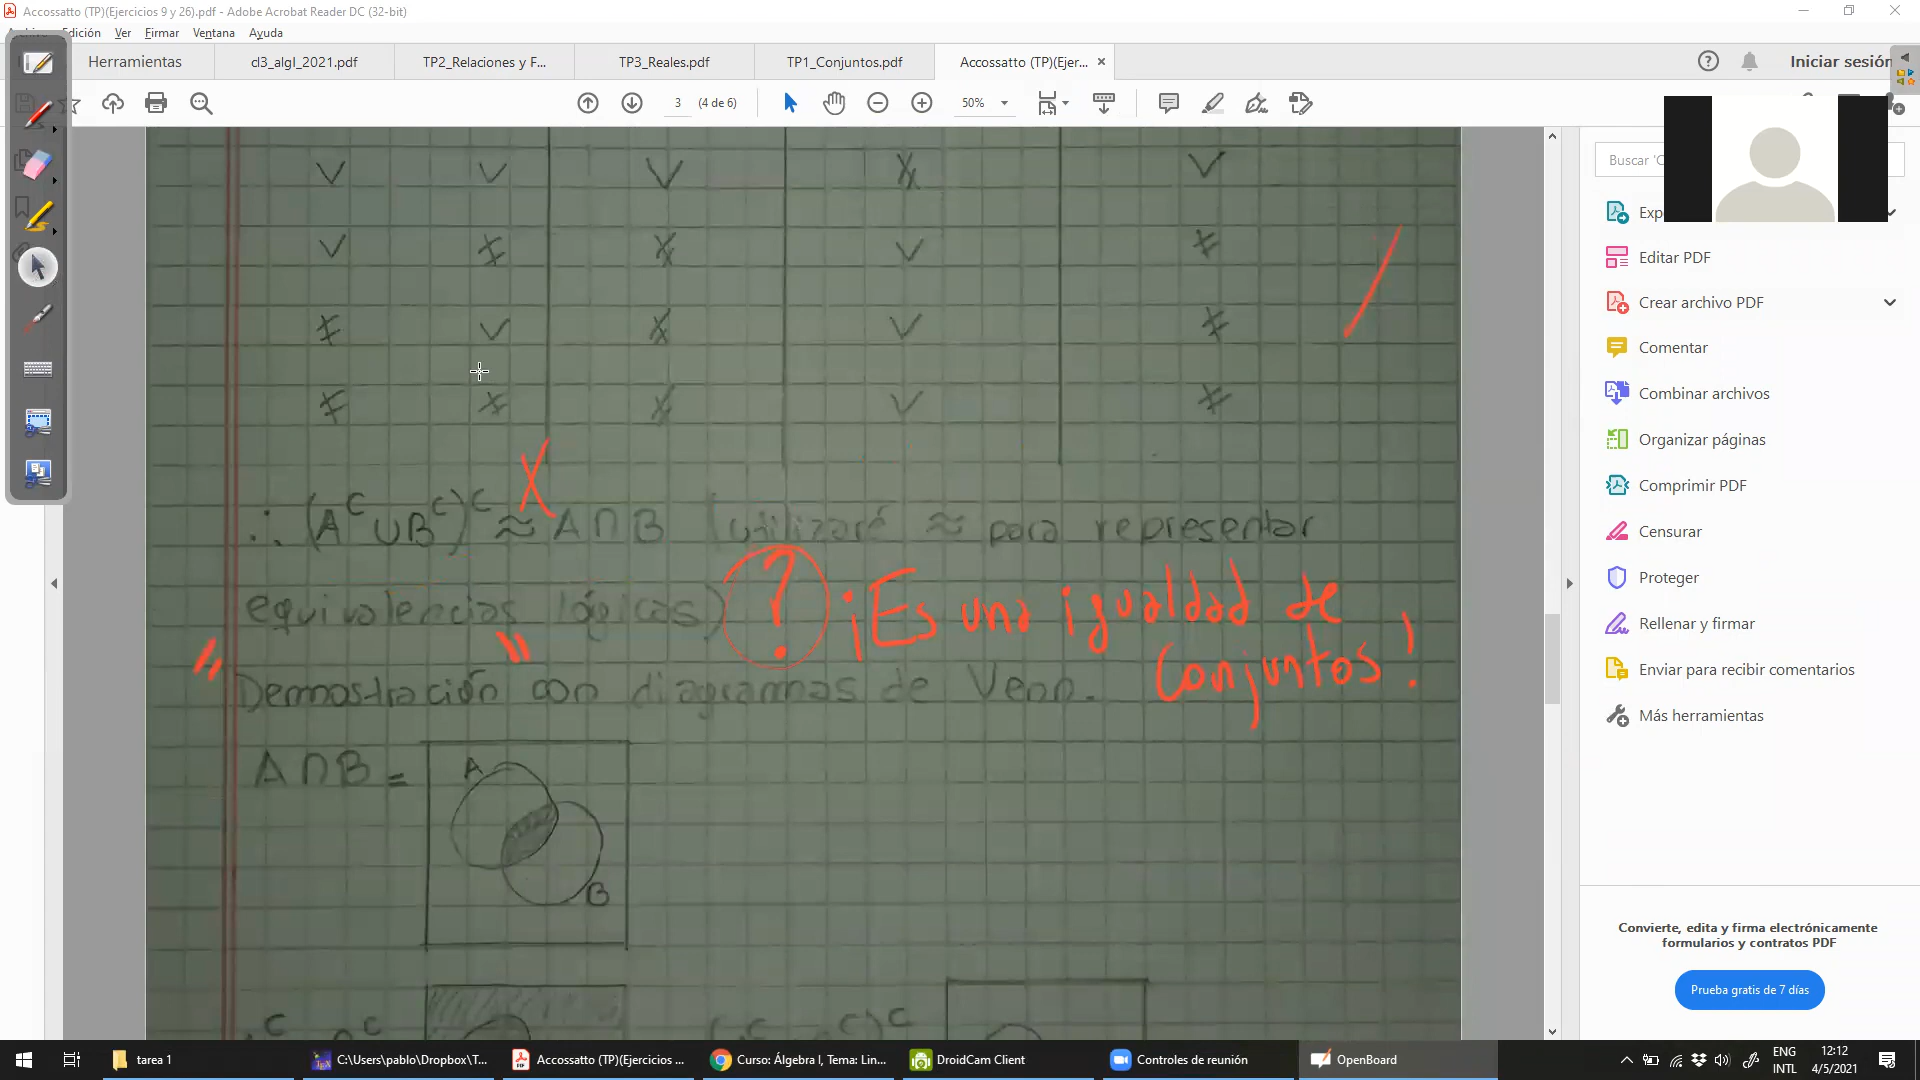 Accossatto (TP)(Ejercicios 9 y 26).pdf - Adobe Acrobat Reader DC (32-bit)
Edición Ver Firmar Ventana Ayuda
Herramientas cl3_algI_2021.pdf TP2_Relaciones y F... TP3_Reales.pdf TP1_Conjuntos.pdf Accossatto (TP)(Ejer... × Iniciar sesión
3 (4 de 6) 50%
Buscar 'C
Exp
Editar PDF
Crear archivo PDF
Comentar
Combinar archivos
Organizar páginas
Comprimir PDF
Censurar
Proteger
Rellenar y firmar
Enviar para recibir comentarios
Más herramientas
Convierte, edita y firma electrónicamente
formularios y contratos PDF
Prueba gratis de 7 días
V V V F V
V F F V F
F V F V F
F F F V F
X
∴ (A^c ∪ B^c)^c ≈ A∩B (utilizaré ≈ para representar
equivalencias lógicas) ? ¡Es una igualdad de
conjuntos!
" Demostración " con diagramas de Venn.
A∩B =
A
B
tarea 1 C:\Users\pablo\Dropbox\T... Accossatto (TP)(Ejercicios ... Curso: Álgebra I, Tema: Lin... DroidCam Client Controles de reunión OpenBoard
ENG
INTL
12:12
4/5/2021